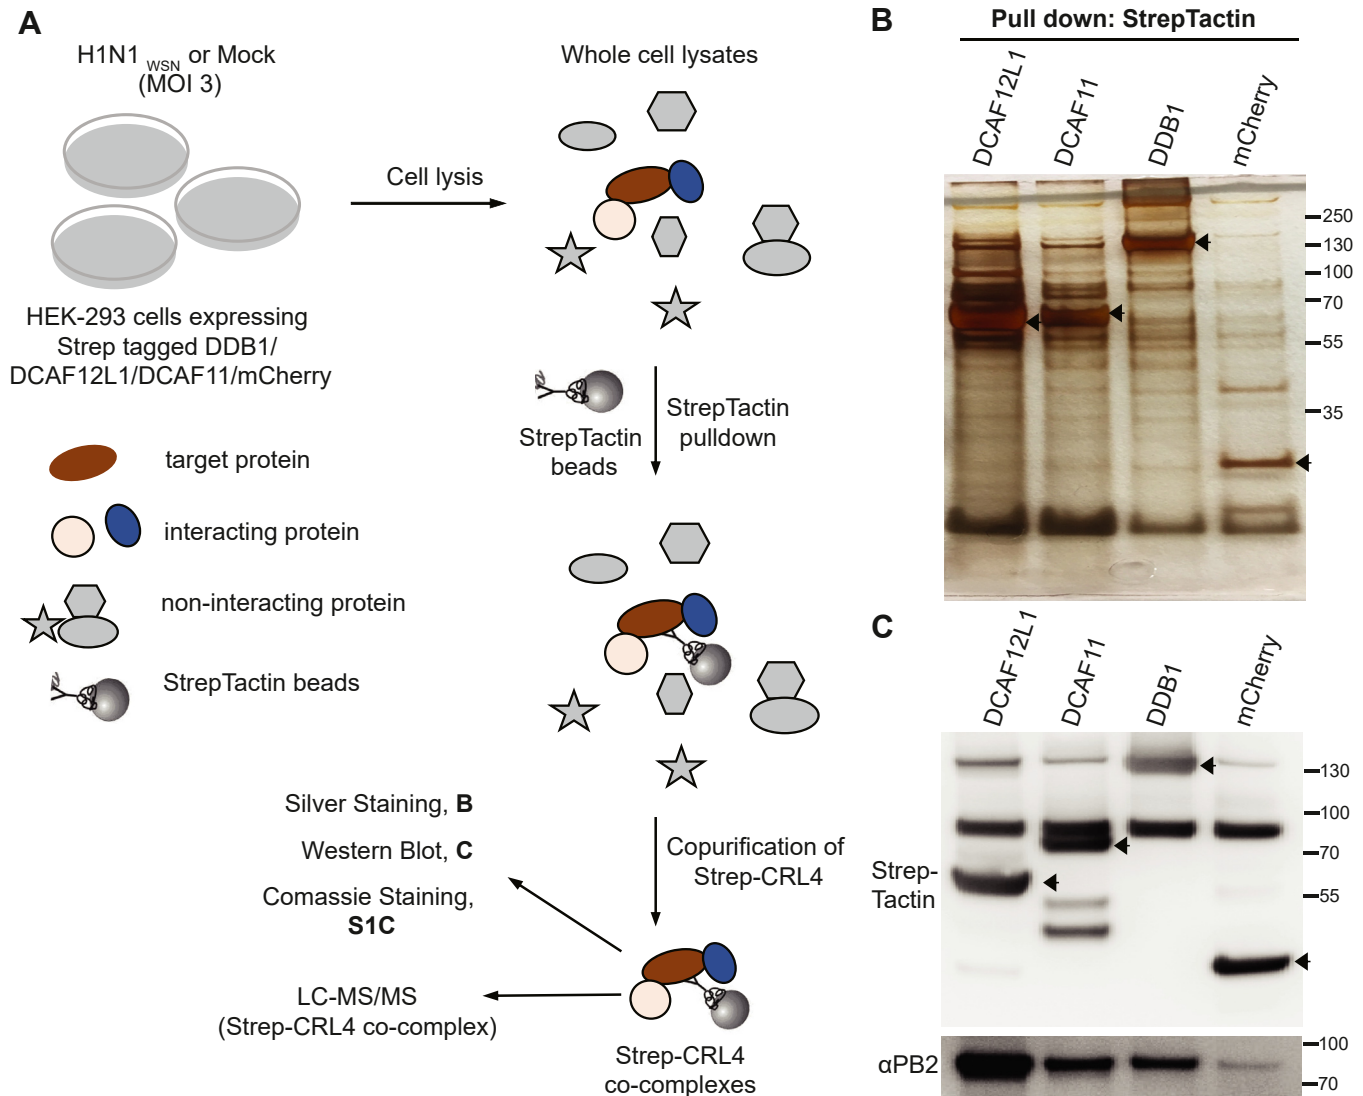 A
H1N1 WSN or Mock
(MOI 3)
HEK-293 cells expressing
Strep tagged DDB1/
DCAF12L1/DCAF11/mCherry
target protein
interacting protein
non-interacting protein
StrepTactin beads
Cell lysis
Whole cell lysates
StrepTactin
beads
StrepTactin
pulldown
Copurification of
Strep-CRL4
Silver Staining, B
Western Blot, C
Comassie Staining,
S1C
LC-MS/MS
(Strep-CRL4 co-complex)
Strep-CRL4
co-complexes
B
Pull down: StrepTactin
DCAF12L1
DCAF11
DDB1
mCherry
250
130
100
70
55
35
C
DCAF12L1
DCAF11
DDB1
mCherry
Strep-
Tactin
130
100
70
55
αPB2
100
70